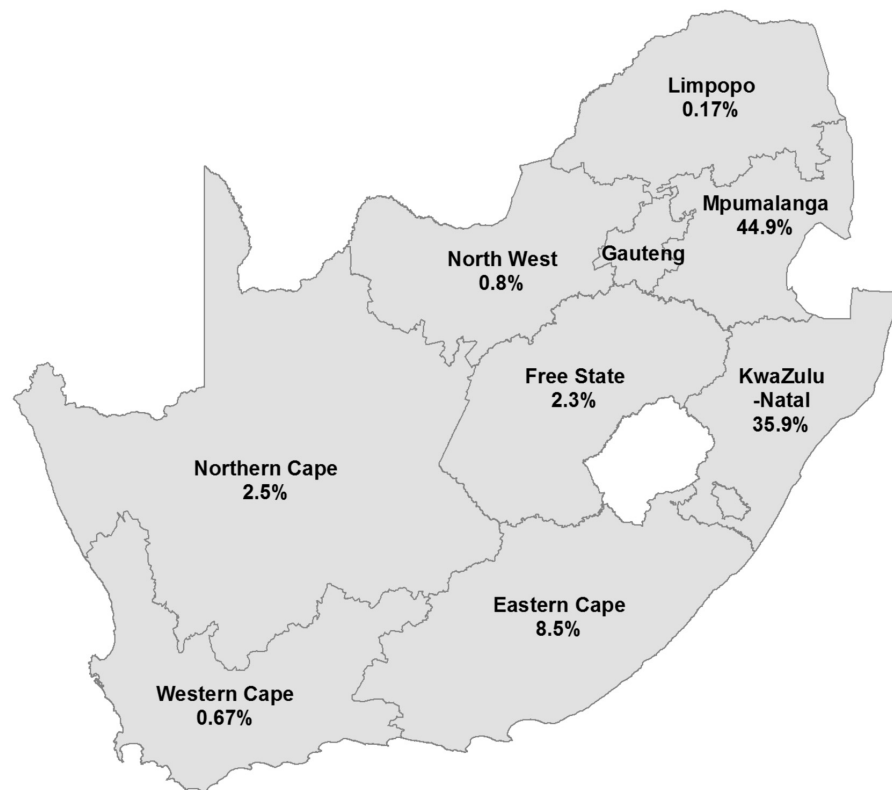 Limpopo
0.17%
Mpumalanga
44.9%
Gauteng
North West
0.8%
Free State
2.3%
KwaZulu
-Natal
35.9%
Northern Cape
2.5%
Eastern Cape
8.5%
Western Cape
0.67%